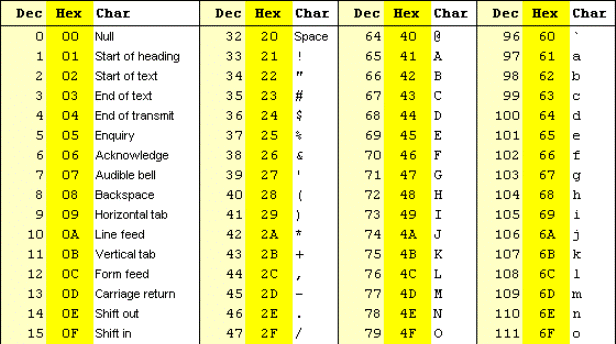 Dec Hex Char Dec Hex Char Dec Hex Char Dec Hex Char
0 00 Null 32 20 Space 64 40 @ 96 60 `
1 01 Start of heading 33 21 ! 65 41 A 97 61 a
2 02 Start of text 34 22 " 66 42 B 98 62 b
3 03 End of text 35 23 # 67 43 C 99 63 c
4 04 End of transmit 36 24 $ 68 44 D 100 64 d
5 05 Enquiry 37 25 % 69 45 E 101 65 e
6 06 Acknowledge 38 26 & 70 46 F 102 66 f
7 07 Audible bell 39 27 ' 71 47 G 103 67 g
8 08 Backspace 40 28 ( 72 48 H 104 68 h
9 09 Horizontal tab 41 29 ) 73 49 I 105 69 i
10 0A Line feed 42 2A * 74 4A J 106 6A j
11 0B Vertical tab 43 2B + 75 4B K 107 6B k
12 0C Form feed 44 2C , 76 4C L 108 6C l
13 0D Carriage return 45 2D - 77 4D M 109 6D m
14 0E Shift out 46 2E . 78 4E N 110 6E n
15 0F Shift in 47 2F / 79 4F O 111 6F o